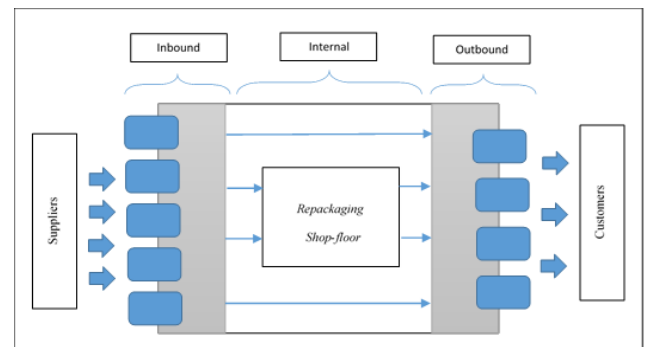 Inbound
Internal
Outbound
Suppliers
Repackaging
Shop-floor
Customers